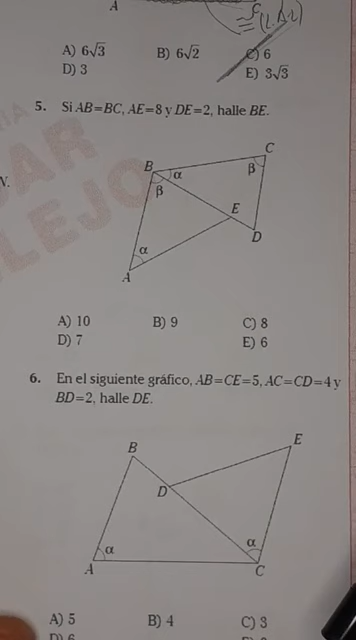 A
A) 6√3 B) 6√2 C) 6
D) 3 E) 3√3
5. Si AB=BC, AE=8 y DE=2, halle BE.
C
B α β
β
E
D
α
A
A) 10 B) 9 C) 8
D) 7 E) 6
6. En el siguiente gráfico, AB=CE=5, AC=CD=4 y
BD=2, halle DE.
E
B
D
α α
A C
A) 5 B) 4 C) 3